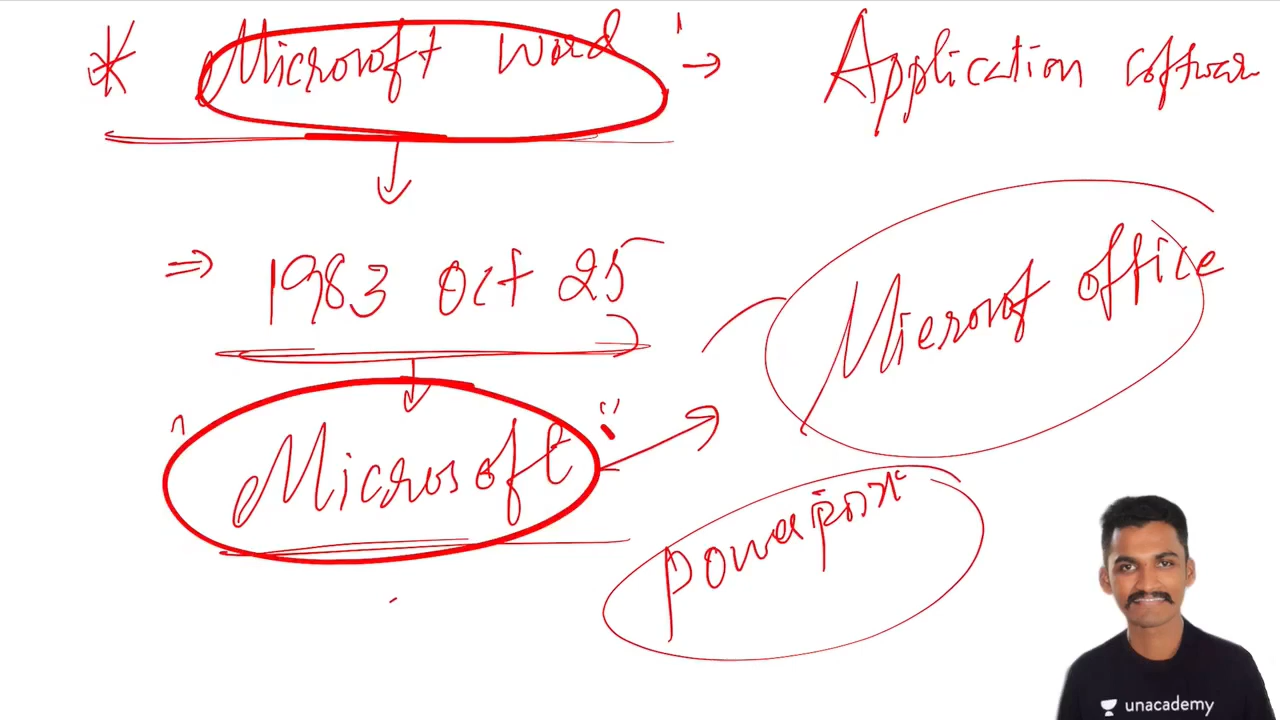 * Microsoft Word → Application software
⇒ 1983 Oct 25
Microsoft office
"Microsoft"
Powerpoint
unacademy